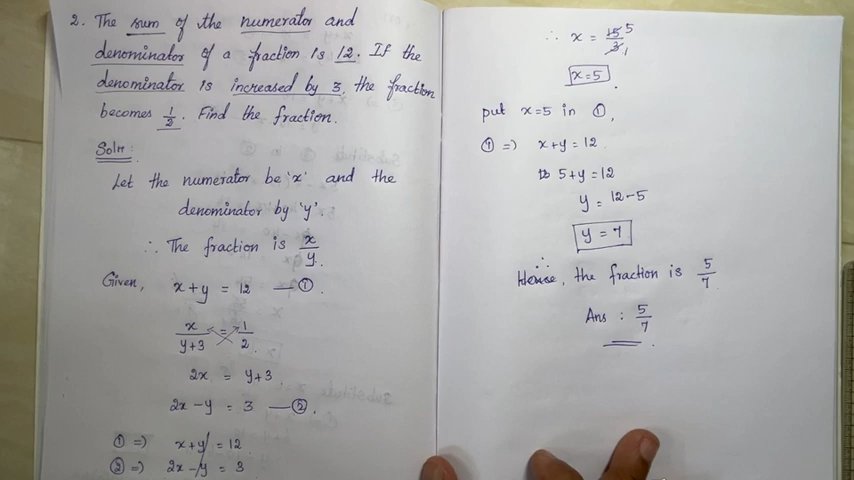 2. The sum of the numerator and
denominator of a fraction is 12. If the
denominator is increased by 3, the fraction
becomes 1/2. Find the fraction.
Soln:
Let the numerator be 'x' and the
denominator by 'y'.
∴ The fraction is x/y.
Given, x+y = 12 —①.
x/y+3 = 1/2.
2x = y+3
2x-y = 3 —②.
① => x+y = 12
② => 2x-y = 3
∴ x = 15/3 5 1
x=5.
put x=5 in ①,
① => x+y = 12.
5+y = 12
y = 12-5
y = 7
∴ Hence, the fraction is 5/7
Ans : 5/7.